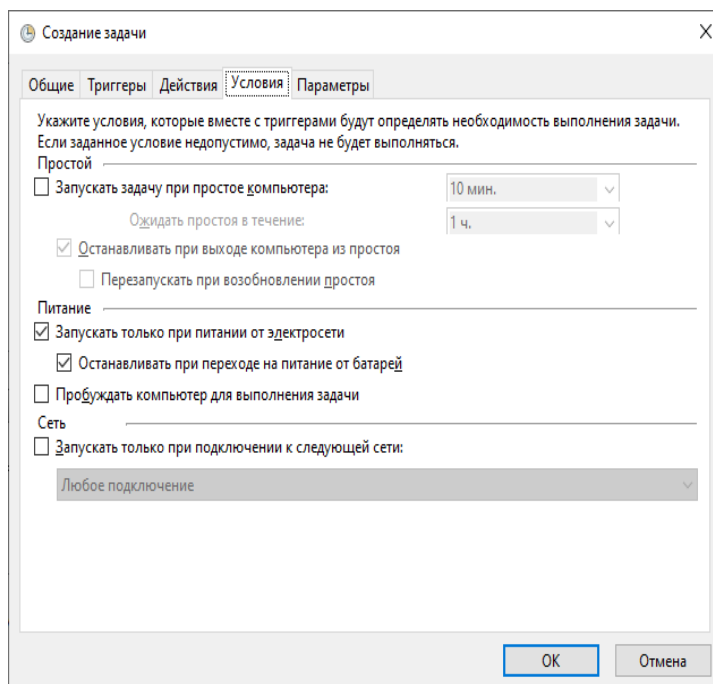 Создание задачи
Общие Триггеры Действия Условия Параметры
Укажите условия, которые вместе с триггерами будут определять необходимость выполнения задачи.
Если заданное условие недопустимо, задача не будет выполняться.
Простой
Запускать задачу при простое компьютера: 10 мин.
Ожидать простоя в течение: 1 ч.
Останавливать при выходе компьютера из простоя
Перезапускать при возобновлении простоя
Питание
Запускать только при питании от электросети
Останавливать при переходе на питание от батарей
Пробуждать компьютер для выполнения задачи
Сеть
Запускать только при подключении к следующей сети:
Любое подключение
ОК Отмена